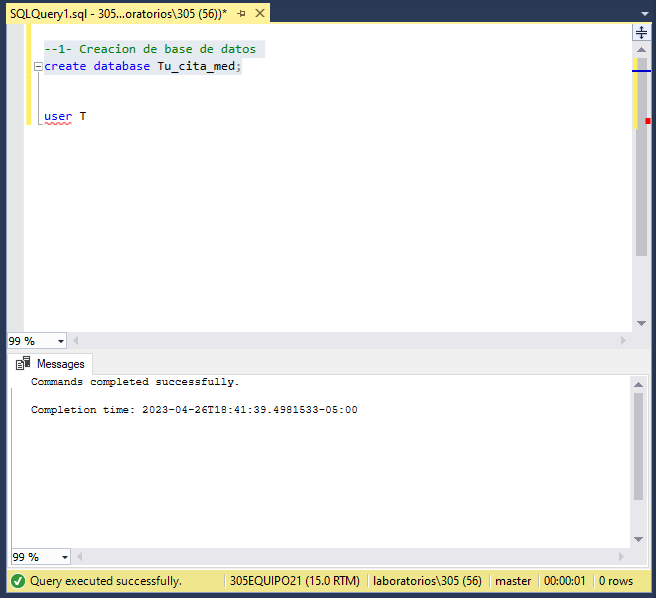 SQLQuery1.sql - 305...oratorios\305 (56))*
--1- Creacion de base de datos
create database Tu_cita_med;
user T
99 %
Messages
Commands completed successfully.
Completion time: 2023-04-26T18:41:39.4981533-05:00
99 %
Query executed successfully. 305EQUIPO21 (15.0 RTM) laboratorios\305 (56) master 00:00:01 0 rows